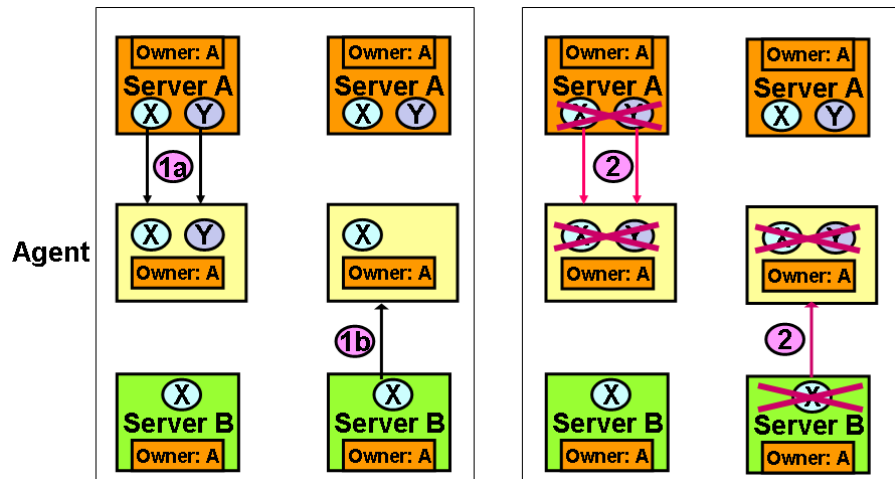 Owner: A
Server A
X Y
1a
X Y
Owner: A
X
Server B
Owner: A
Owner: A
Server A
X Y
X
Owner: A
1b
X
Server B
Owner: A
Agent
Owner: A
Server A
X Y
2
X Y
Owner: A
X
Server B
Owner: A
Owner: A
Server A
X Y
X Y
Owner: A
2
X
Server B
Owner: A